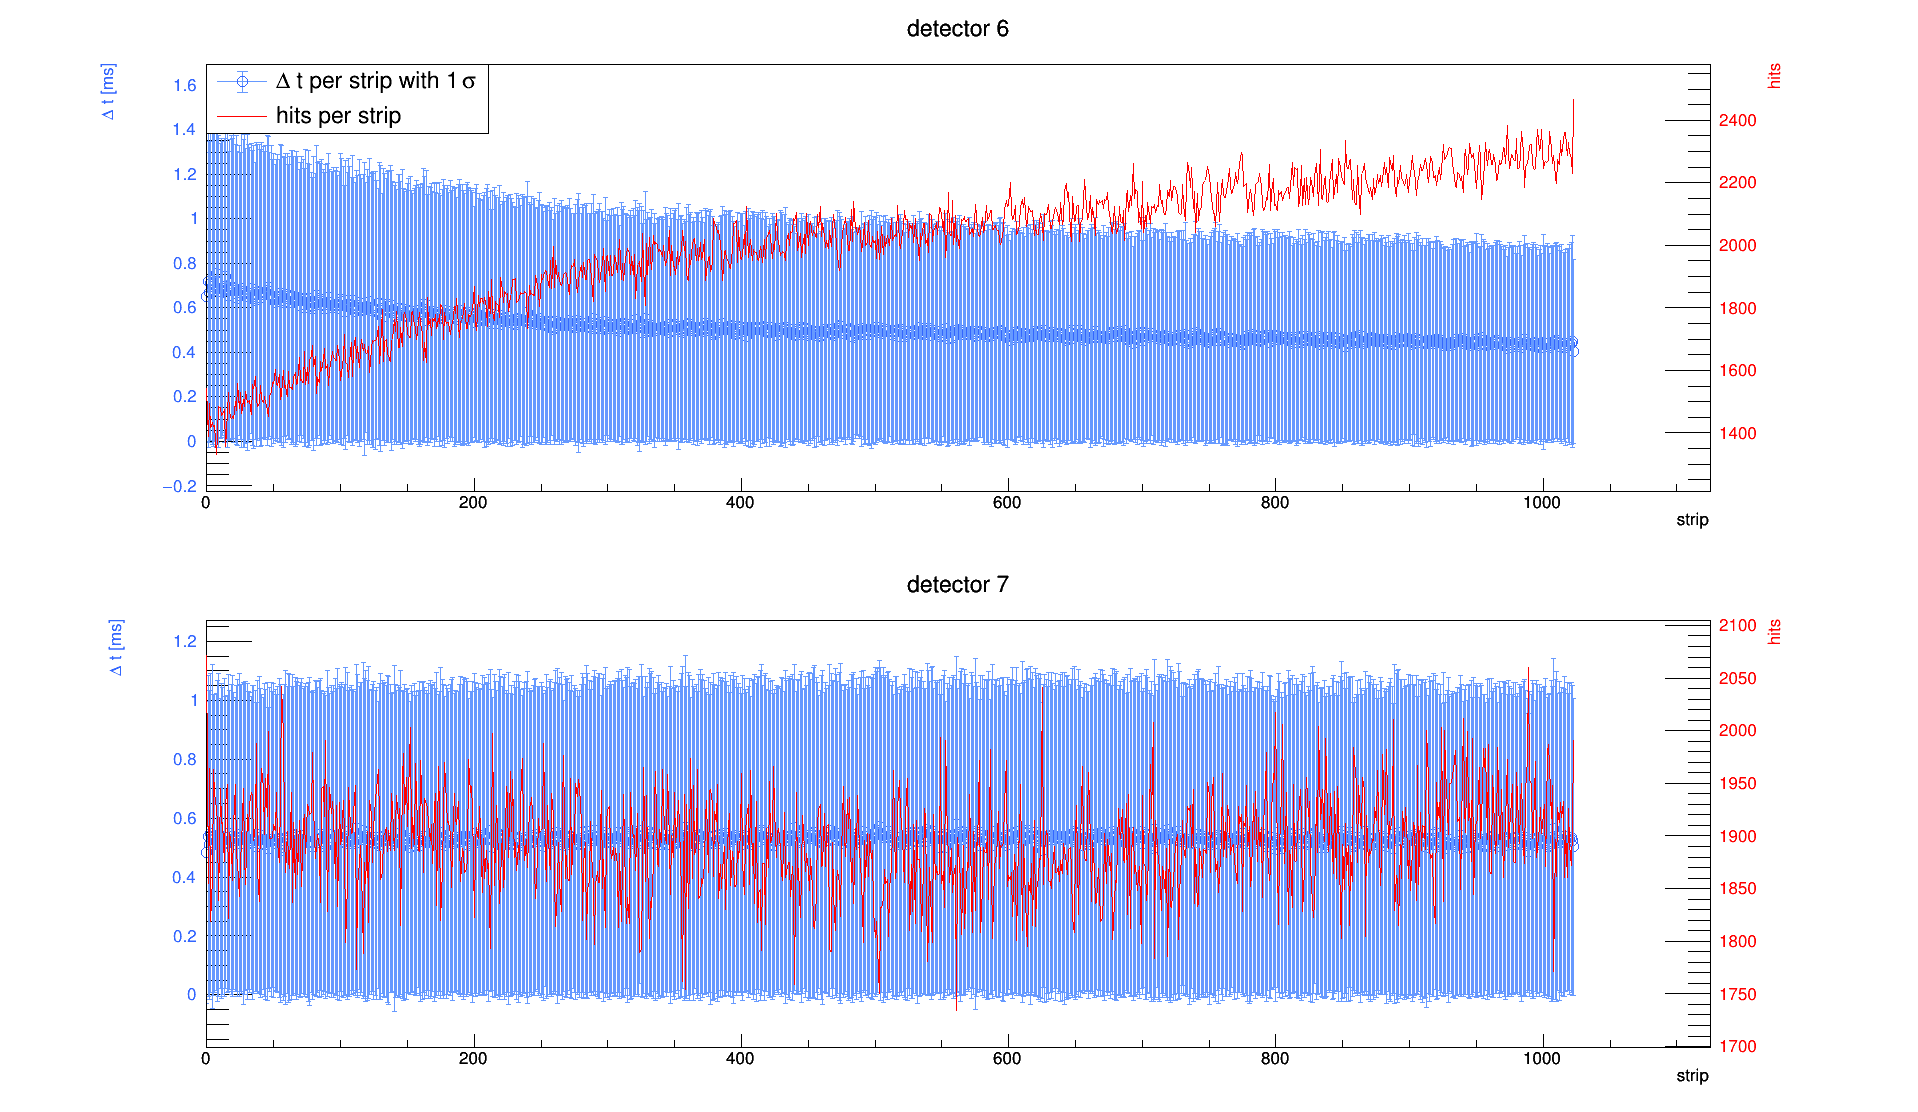 detector 6
Δ t [ms]
hits
Δ t per strip with 1 σ
hits per strip
1.6
1.4
1.2
1
0.8
0.6
0.4
0.2
0
−0.2
2400
2200
2000
1800
1600
1400
0 200 400 600 800 1000
strip
detector 7
Δ t [ms]
hits
1.2
1
0.8
0.6
0.4
0.2
0
2100
2050
2000
1950
1900
1850
1800
1750
1700
0 200 400 600 800 1000
strip